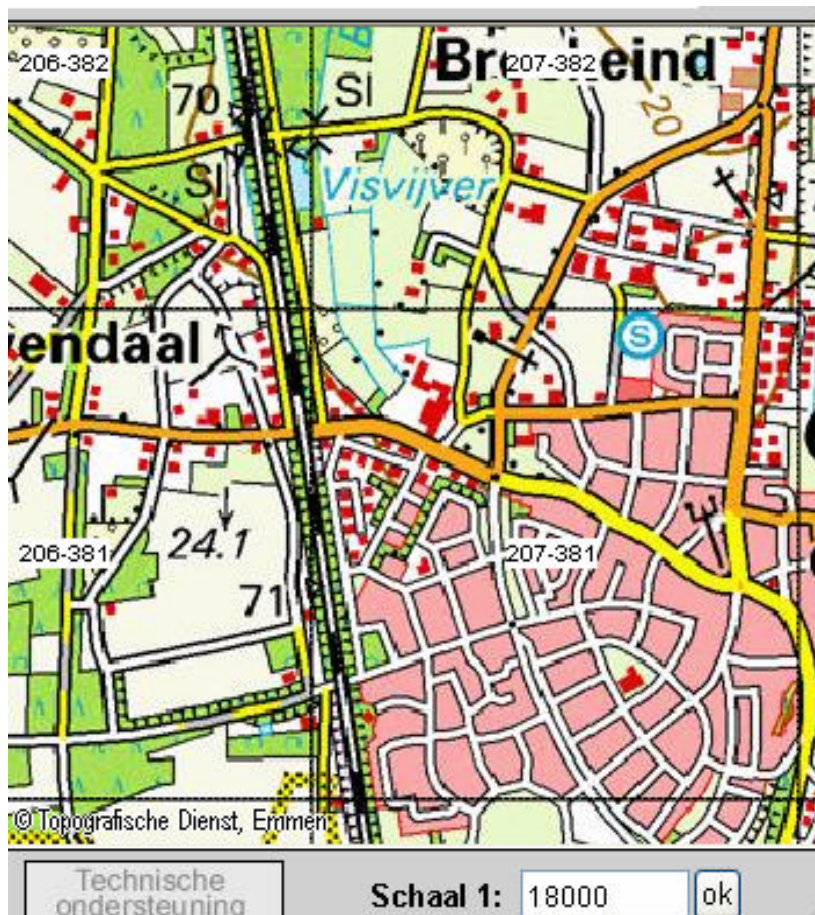 206-382
207-382
eind
70
Sl
20
Sl
Visvijver
S
endaal
206-381
24.1
207-381
71
© Topografische Dienst, Emmen
Technische
ondersteuning
Schaal 1: 18000 ok